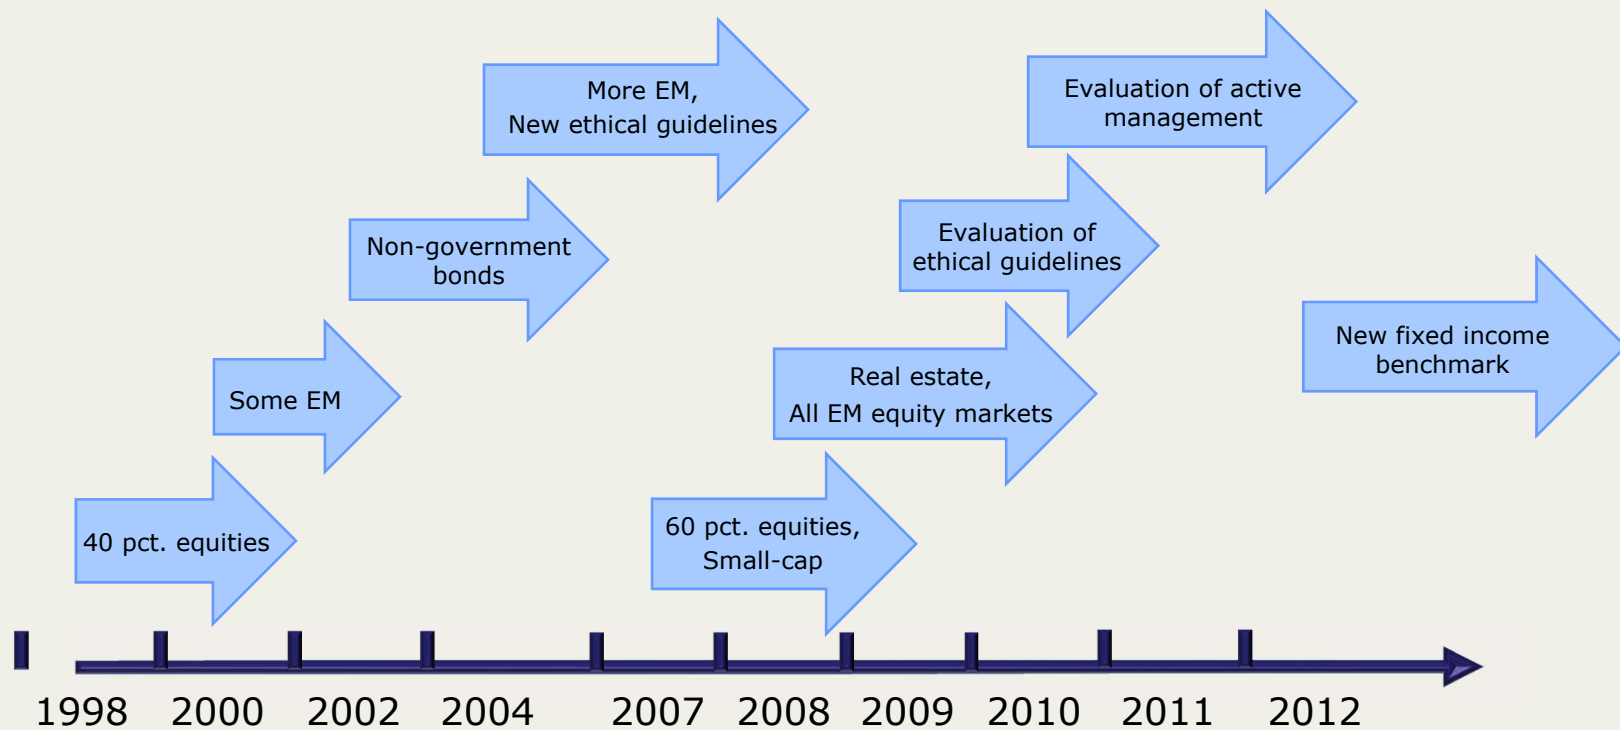 More EM,
New ethical guidelines
Evaluation of active
management
Non-government
bonds
Evaluation of
ethical guidelines
New fixed income
benchmark
Some EM
Real estate,
All EM equity markets
40 pct. equities
60 pct. equities,
Small-cap
1998 2000 2002 2004 2007 2008 2009 2010 2011 2012